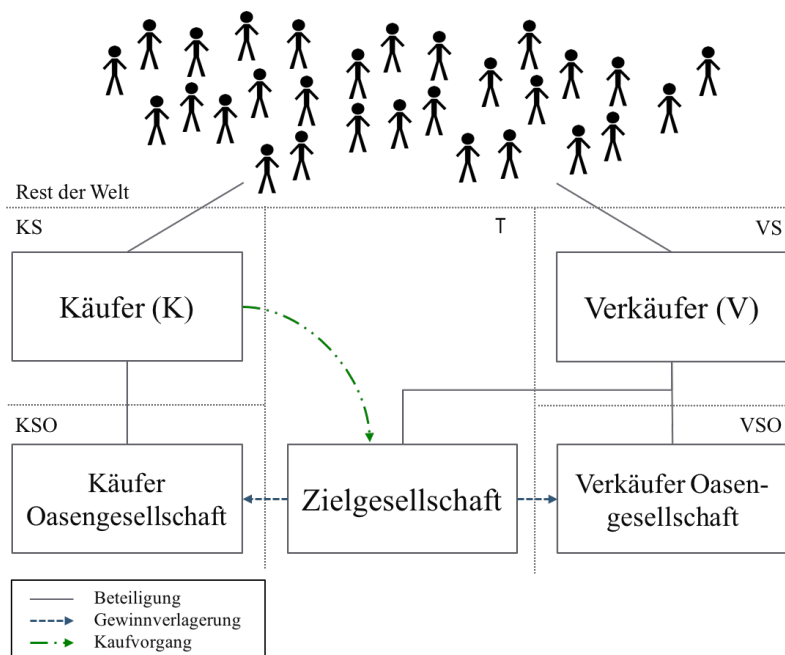 Rest der Welt
KS
T
VS
Käufer (K)
Verkäufer (V)
KSO
VSO
Käufer
Oasengesellschaft
Zielgesellschaft
Verkäufer Oasen-
gesellschaft
Beteiligung
Gewinnverlagerung
Kaufvorgang